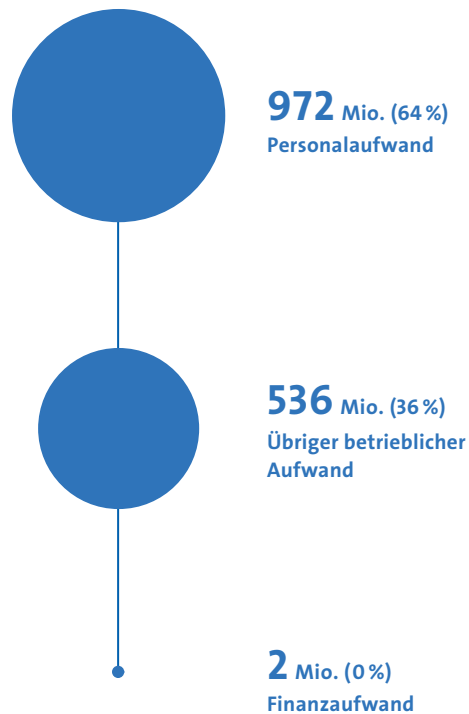 972 Mio. (64 %)
Personalaufwand
536 Mio. (36 %)
Übriger betrieblicher
Aufwand
2 Mio. (0 %)
Finanzaufwand